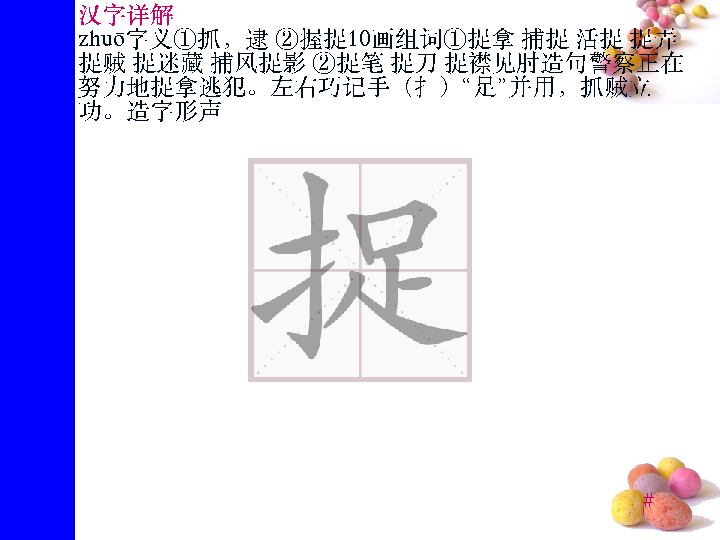 汉字详解
zhuō字义①抓，逮 ②握捉10画组词①捉拿 捕捉 活捉 捉弄
捉贼 捉迷藏 捕风捉影 ②捉笔 捉刀 捉襟见肘造句警察正在
努力地捉拿逃犯。左右巧记手（扌）“足”并用，抓贼立
功。造字形声
捉
#